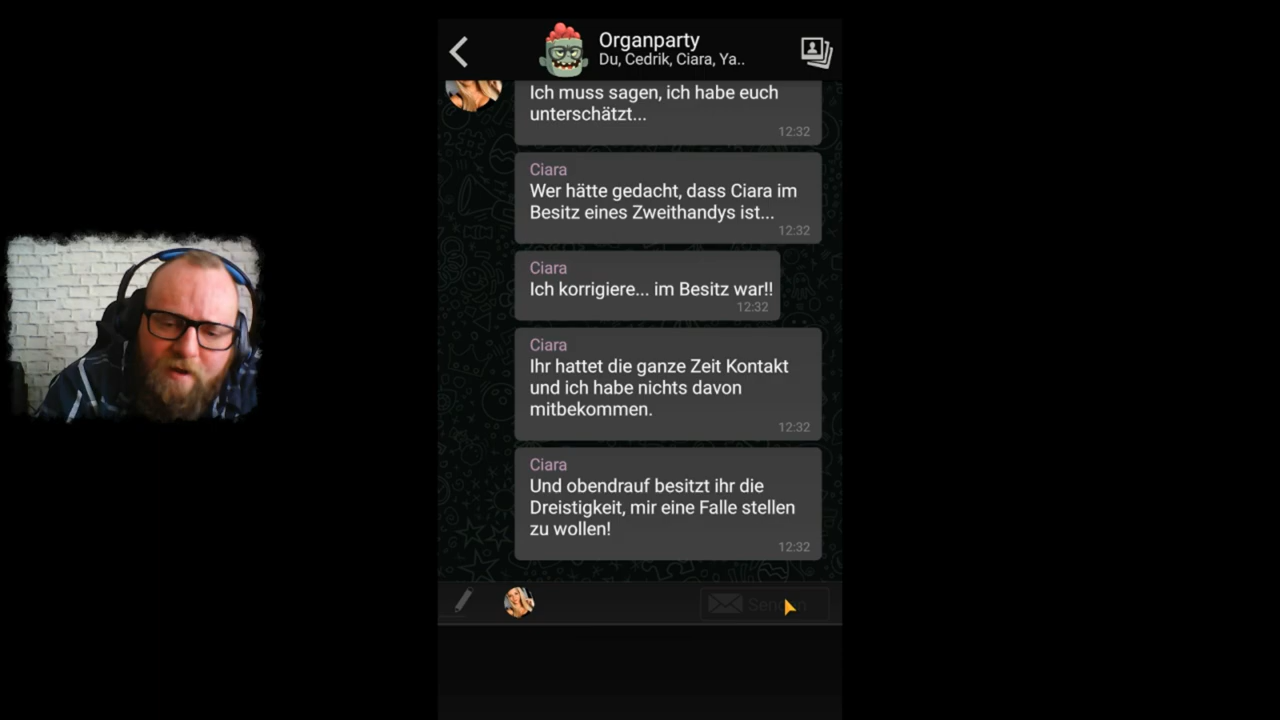 Organparty
Du, Cedrik, Ciara, Ya..
Ich muss sagen, ich habe euch
unterschätzt...
12:32
Ciara
Wer hätte gedacht, dass Ciara im
Besitz eines Zweithandys ist...
12:32
Ciara
Ich korrigiere... im Besitz war!!
12:32
Ciara
Ihr hattet die ganze Zeit Kontakt
und ich habe nichts davon
mitbekommen.
12:32
Ciara
Und obendrauf besitzt ihr die
Dreistigkeit, mir eine Falle stellen
zu wollen!
12:32